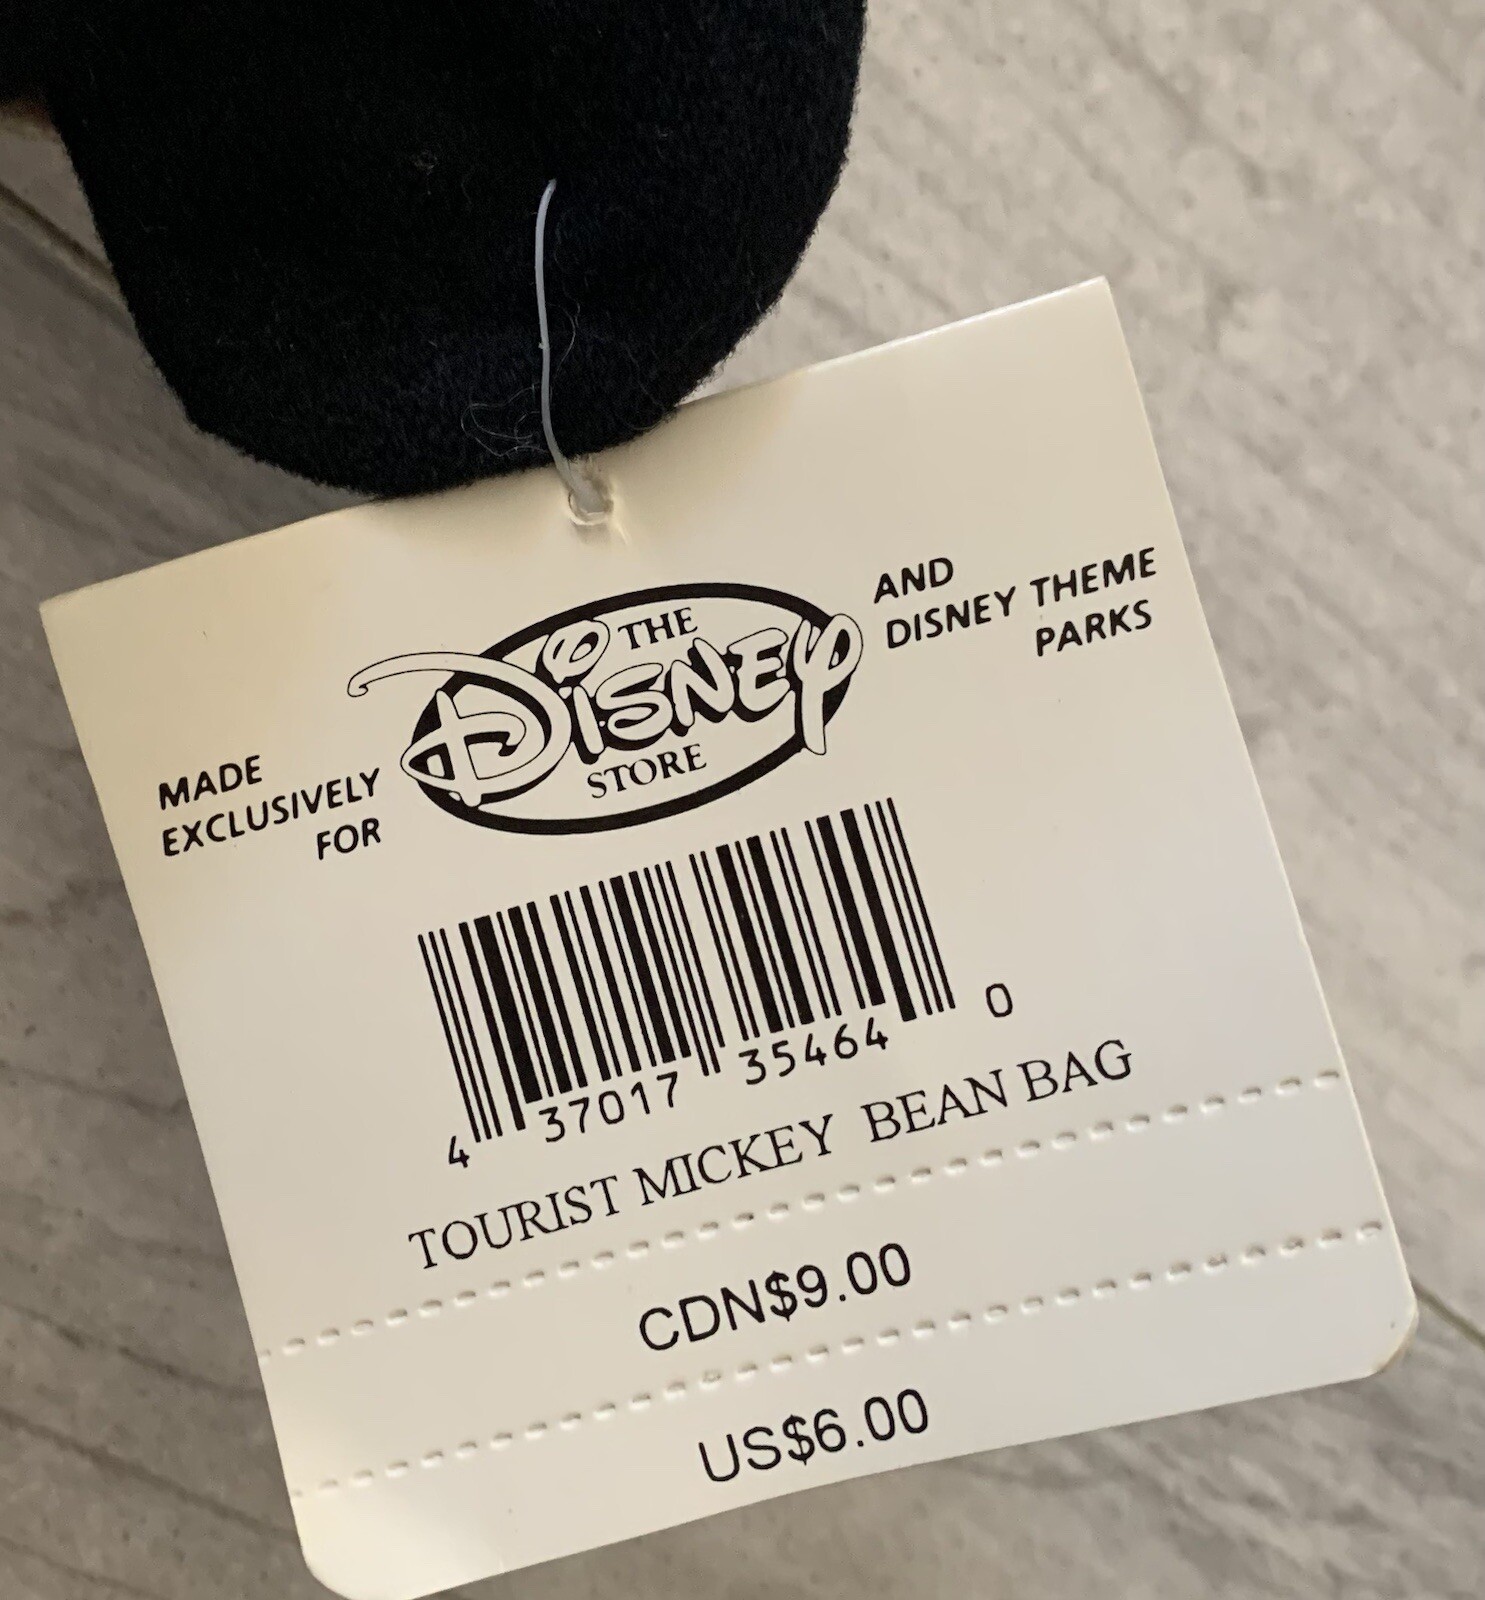 MADE
EXCLUSIVELY
FOR
THE
DISNEY
STORE
AND
DISNEY THEME
PARKS
4 37017 35464 0
TOURIST MICKEY BEAN BAG
CDN$9.00
US$6.00